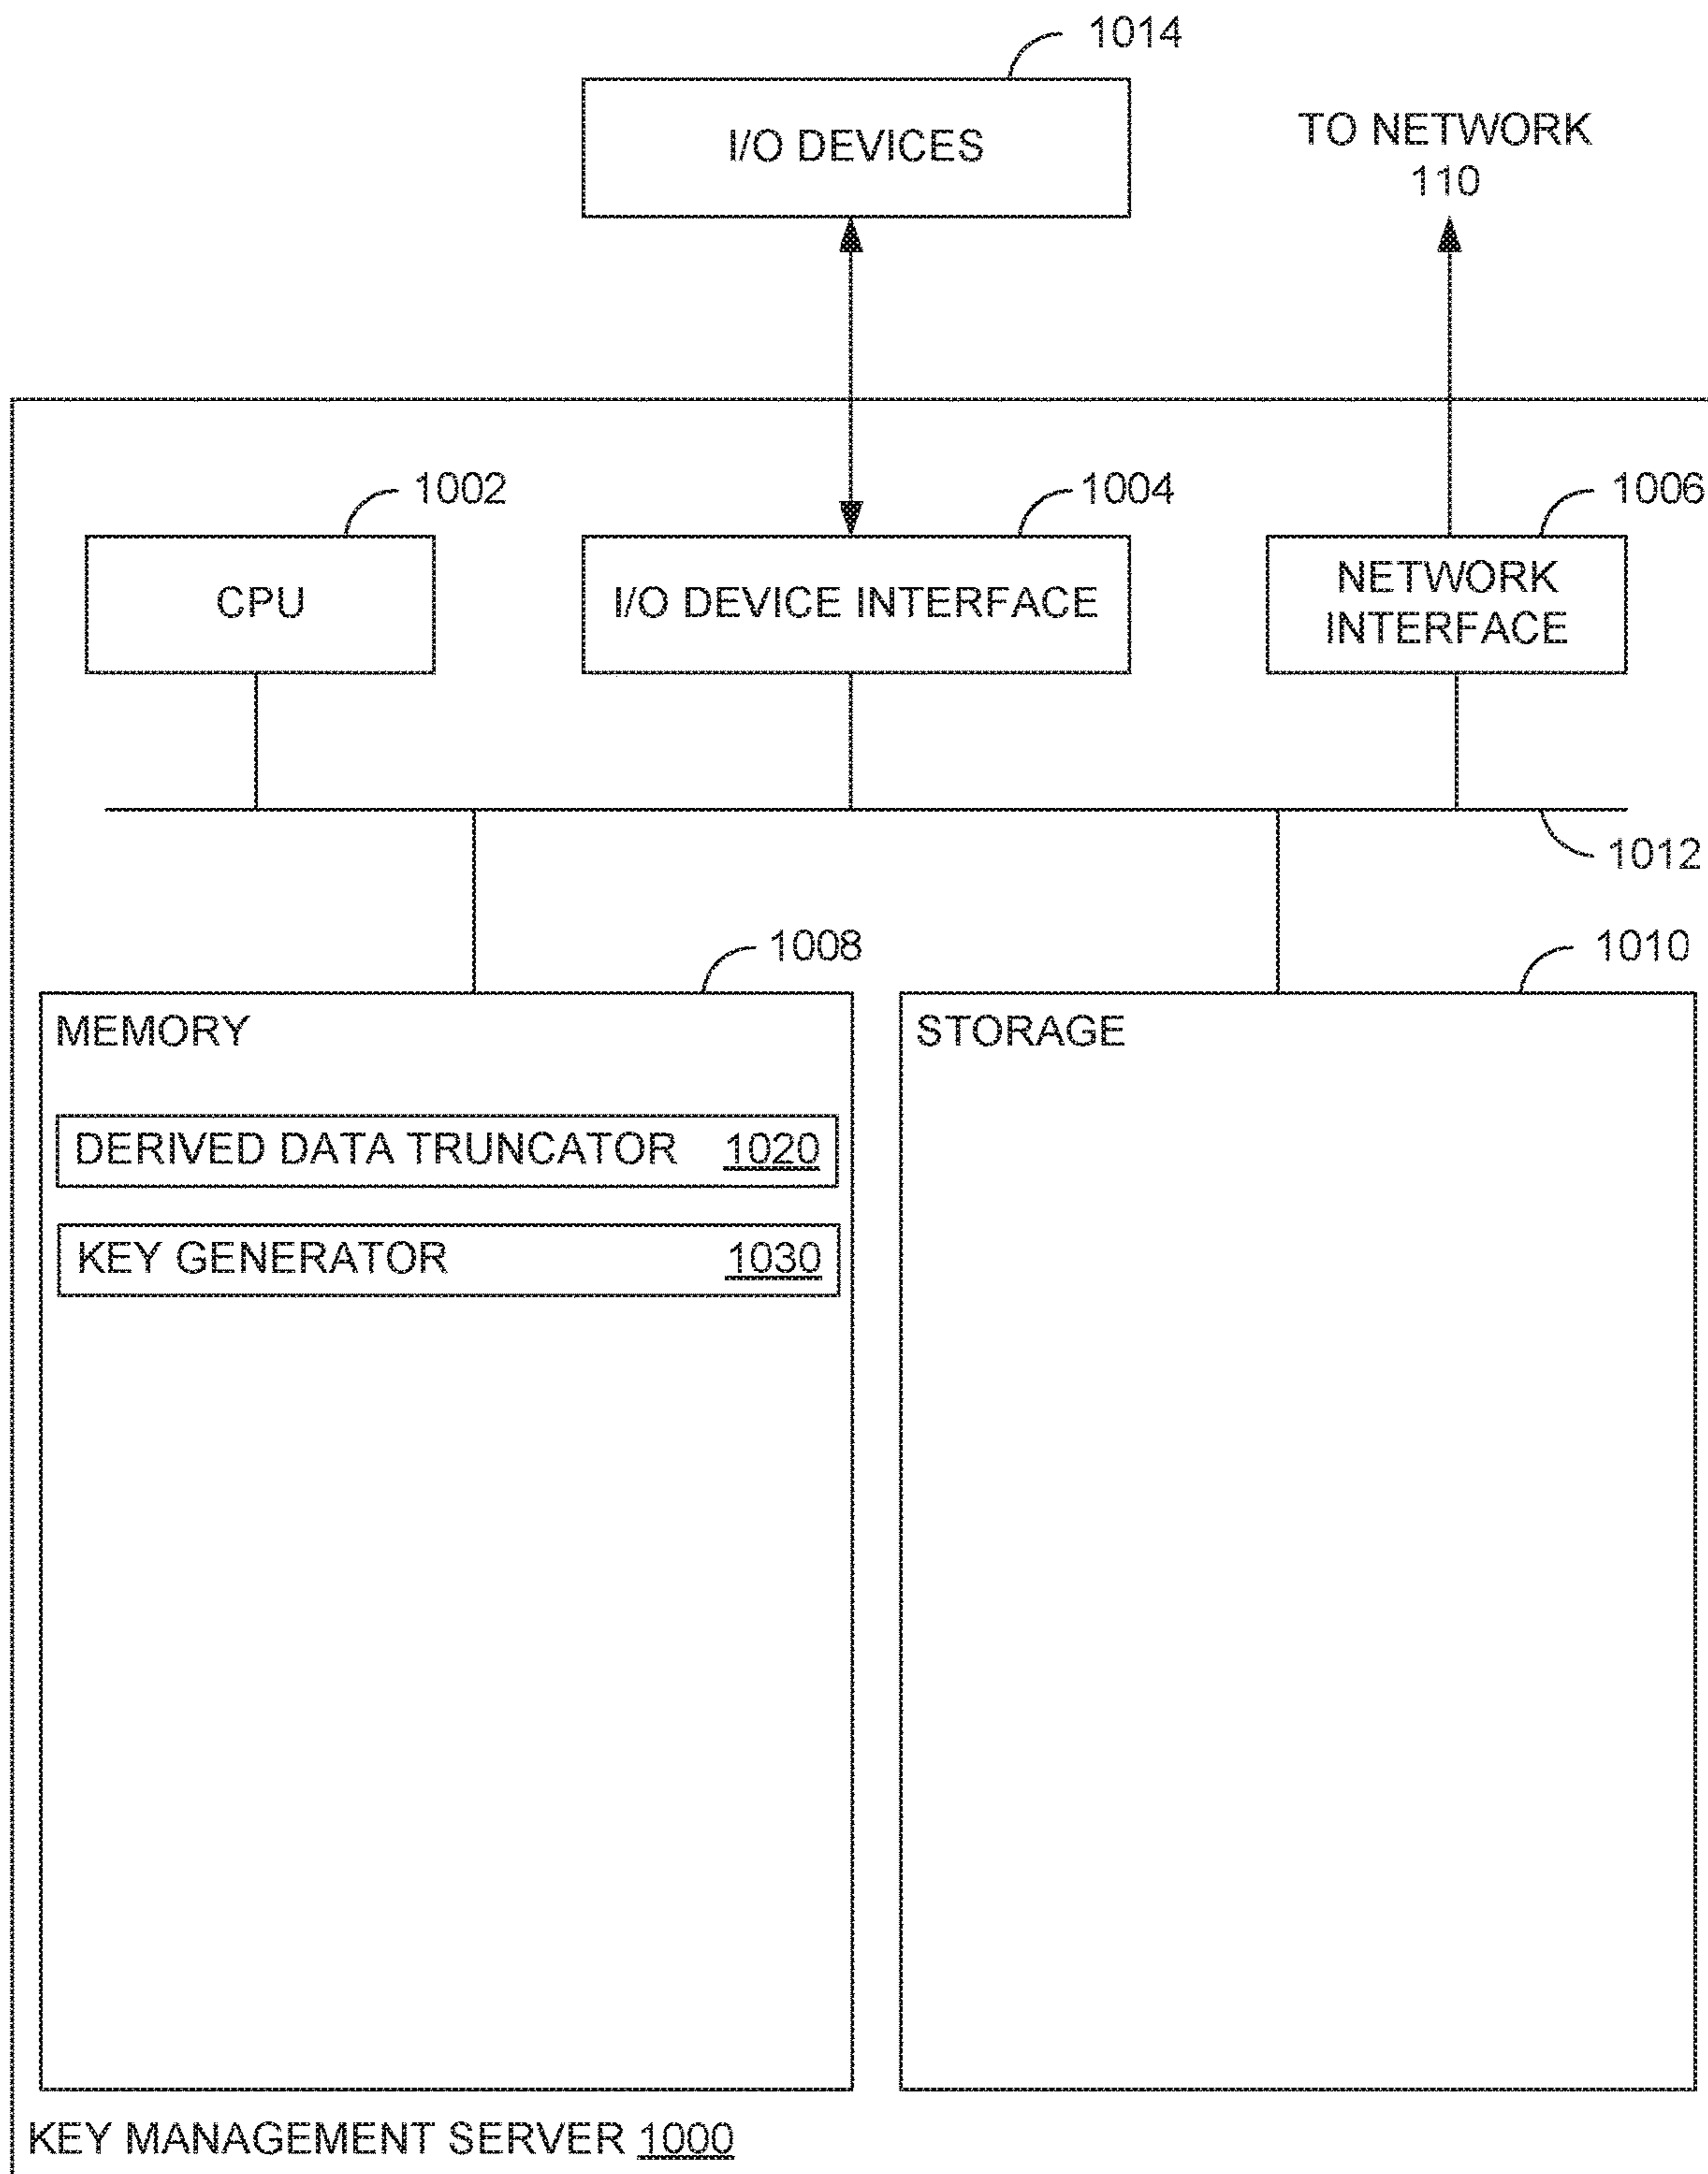 1014
I/O DEVICES
TO NETWORK
110
1002
1004
1006
CPU
I/O DEVICE INTERFACE
NETWORK
INTERFACE
1012
1008
1010
MEMORY
STORAGE
DERIVED DATA TRUNCATOR 1020
KEY GENERATOR 1030
KEY MANAGEMENT SERVER 1000